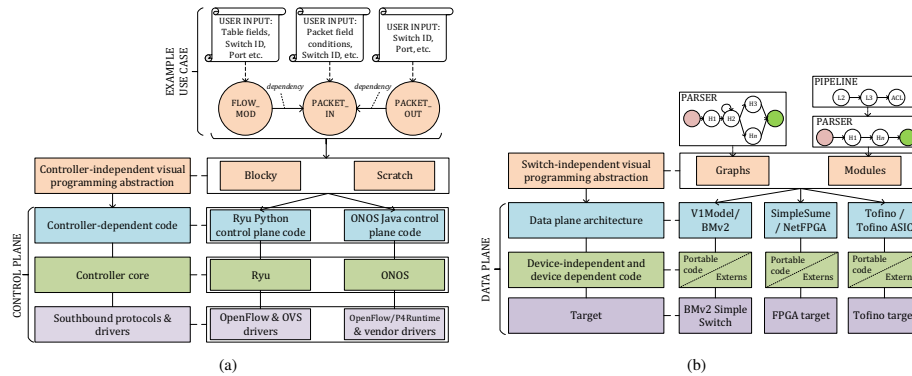 USER INPUT:
Table fields,
Switch ID,
Port etc.
USER INPUT:
Packet field
conditions,
Switch ID, etc.
USER INPUT:
Switch ID,
Port, etc.
EXAMPLE
USE CASE
FLOW_
MOD
dependency
PACKET_
IN
dependency
PACKET_
OUT
Controller-independent visual
programming abstraction
Blocky
Scratch
CONTROL PLANE
Controller-dependent code
Ryu Python
control plane code
ONOS Java control
plane code
Controller core
Ryu
ONOS
Southbound protocols &
drivers
OpenFlow & OVS
drivers
OpenFlow/P4Runtime
& vendor drivers
(a)
PARSER
H1
H2
H3
Hn
PIPELINE
L2
L3
ACL
PARSER
H1
Hn
Switch-independent visual
programming abstraction
Graphs
Modules
DATA PLANE
Data plane architecture
V1Model/
BMv2
SimpleSume
/ NetFPGA
Tofino /
Tofino ASIC
Device-independent and
device dependent code
Portable
code
Externs
Portable
code
Externs
Portable
code
Externs
Target
BMv2 Simple
Switch
FPGA target
Tofino target
(b)